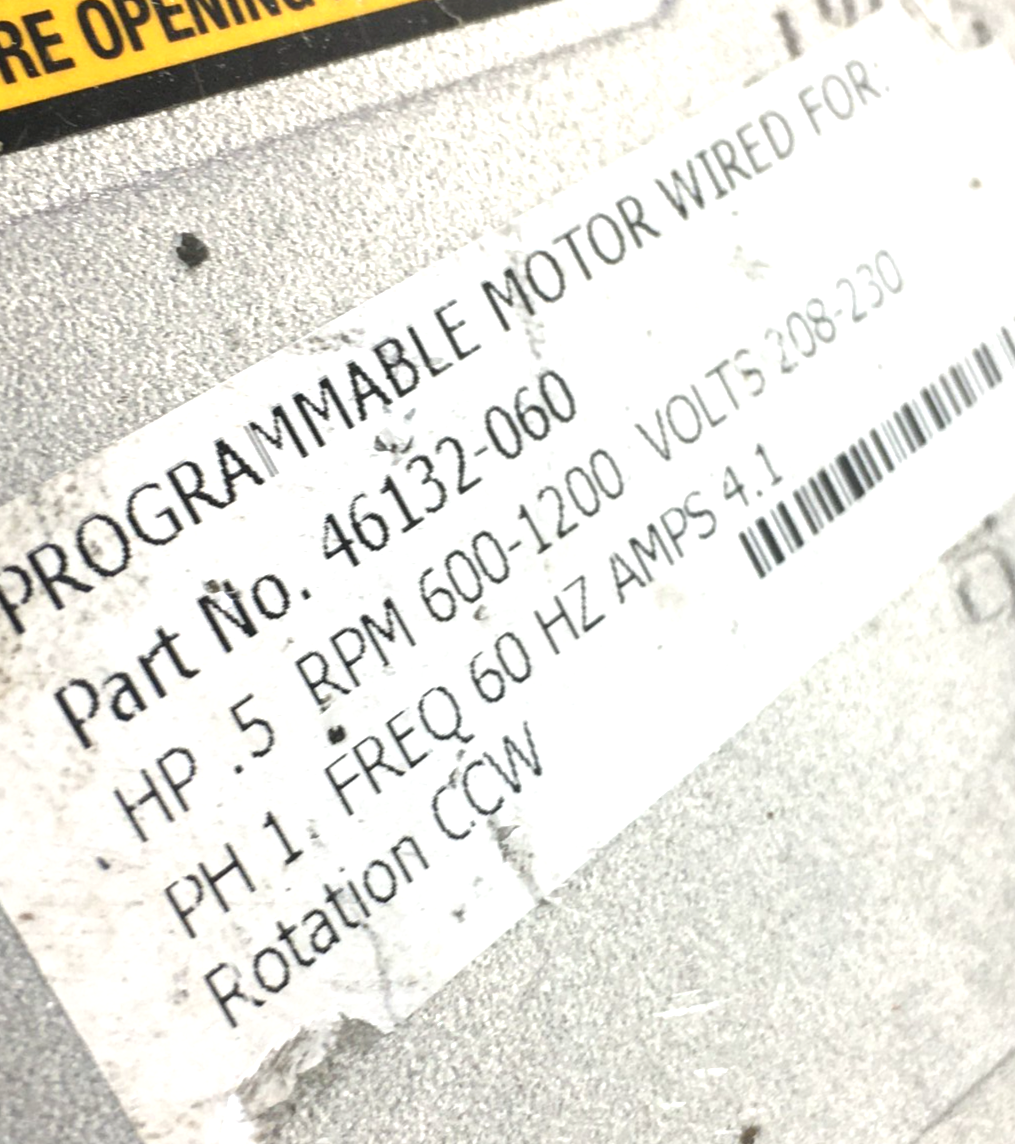 RE OPENING
PROGRAMMABLE MOTOR WIRED FOR:
Part No. 46132-060
HP .5 RPM 600-1200 VOLTS 208-230
PH 1 FREQ 60 HZ AMPS 4.1
Rotation CCW